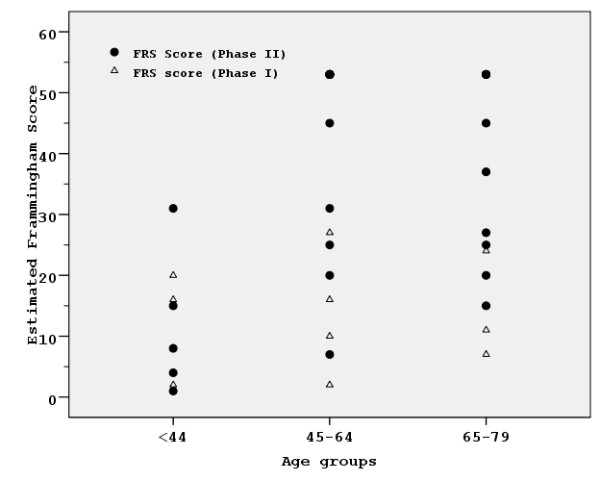 60
FRS Score (Phase II)
FRS score (Phase I)
50
40
30
20
10
0
Estimated Frammingham Score
<44
45-64
65-79
Age groups